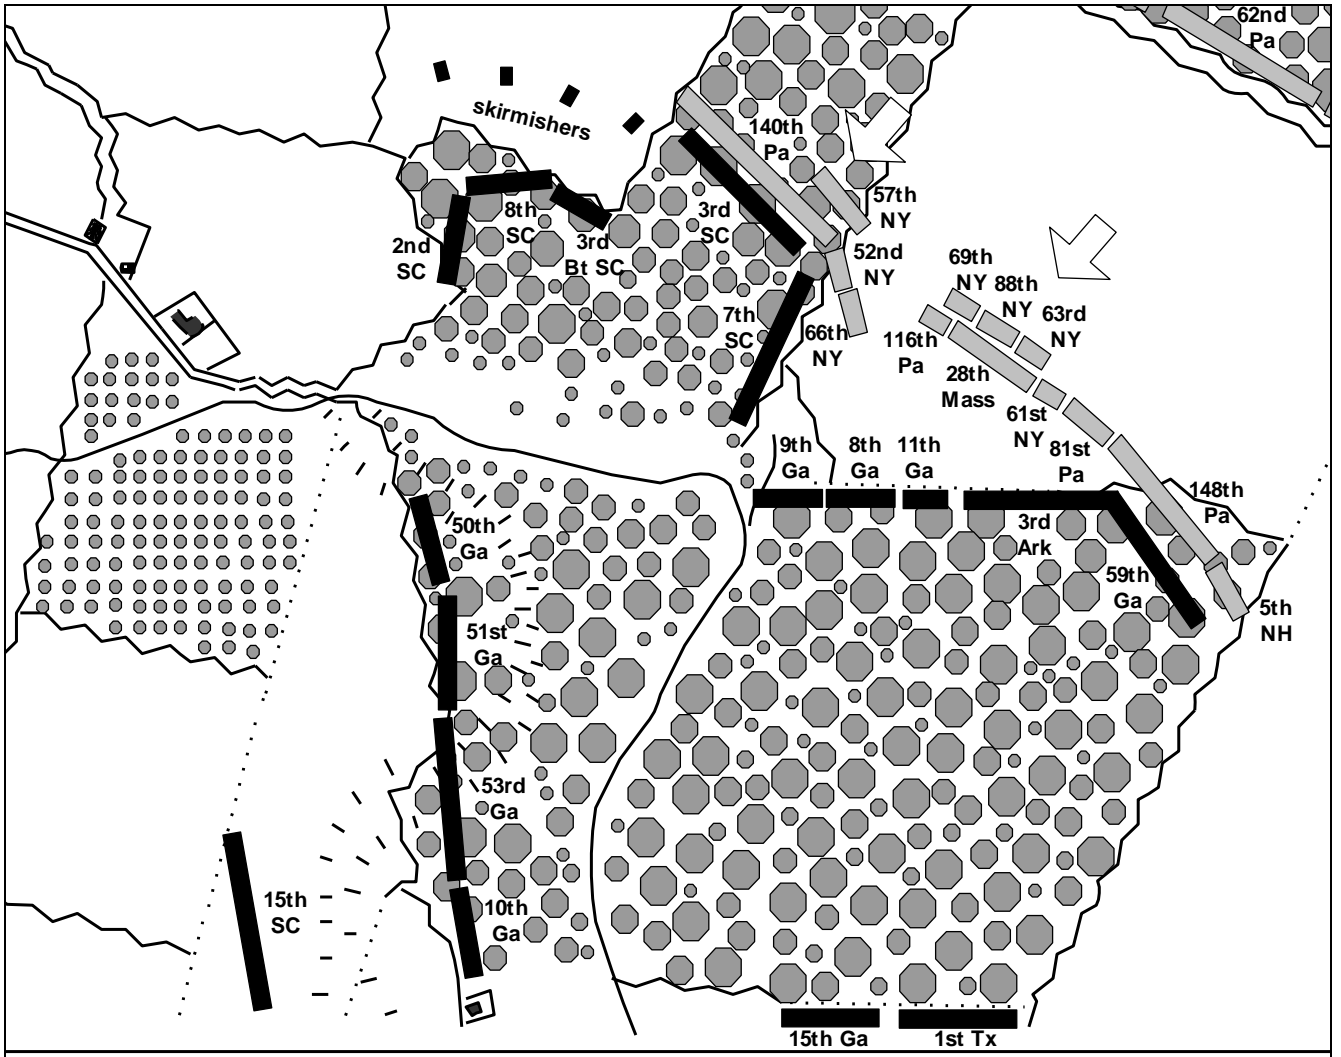 62nd
Pa
skirmishers
140th
Pa
57th
NY
8th
SC
3rd
SC
2nd
SC
3rd
Bt SC
52nd
NY
69th
NY
88th
NY
63rd
NY
7th
SC
66th
NY
116th
Pa
28th
Mass
61st
NY
81st
Pa
9th
Ga
8th
Ga
11th
Ga
148th
Pa
50th
Ga
3rd
Ark
59th
Ga
5th
NH
51st
Ga
53rd
Ga
15th
SC
10th
Ga
15th Ga
1st Tx